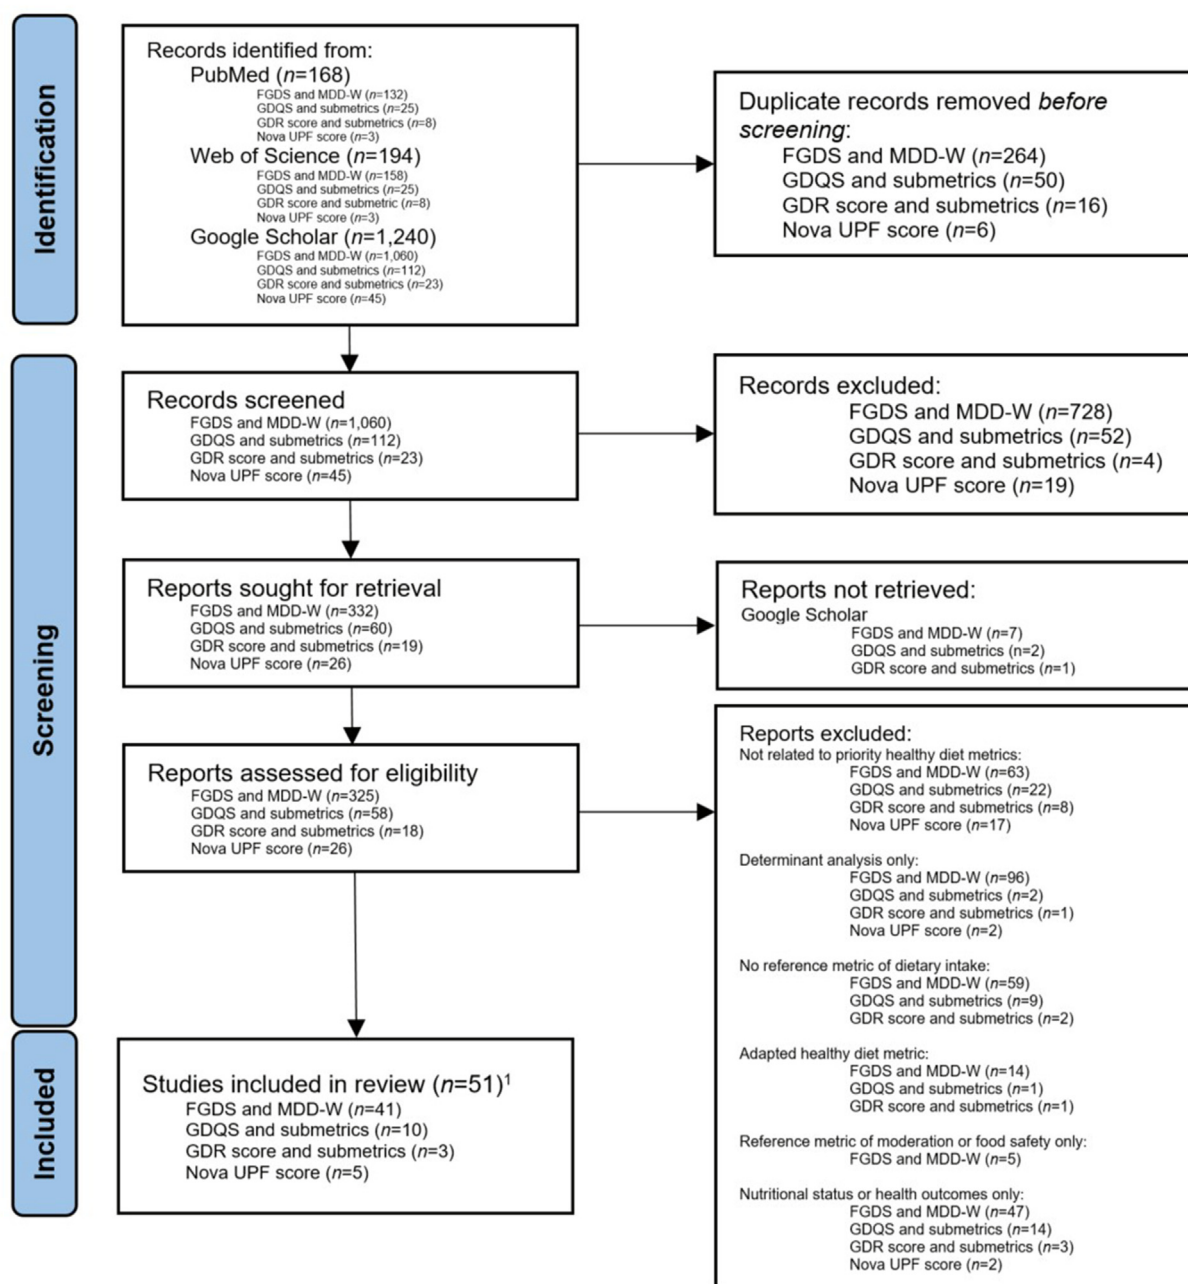 Identification
Records identified from:
PubMed (n=168)
FGDS and MDD-W (n=132)
GDQS and submetrics (n=25)
GDR score and submetrics (n=8)
Nova UPF score (n=3)
Web of Science (n=194)
FGDS and MDD-W (n=158)
GDQS and submetrics (n=25)
GDR score and submetric (n=8)
Nova UPF score (n=3)
Google Scholar (n=1,240)
FGDS and MDD-W (n=1,060)
GDQS and submetrics (n=112)
GDR score and submetrics (n=23)
Nova UPF score (n=45)
Duplicate records removed before
screening:
FGDS and MDD-W (n=264)
GDQS and submetrics (n=50)
GDR score and submetrics (n=16)
Nova UPF score (n=6)
Screening
Records screened
FGDS and MDD-W (n=1,060)
GDQS and submetrics (n=112)
GDR score and submetrics (n=23)
Nova UPF score (n=45)
Records excluded:
FGDS and MDD-W (n=728)
GDQS and submetrics (n=52)
GDR score and submetrics (n=4)
Nova UPF score (n=19)
Reports sought for retrieval
FGDS and MDD-W (n=332)
GDQS and submetrics (n=60)
GDR score and submetrics (n=19)
Nova UPF score (n=26)
Reports not retrieved:
Google Scholar
FGDS and MDD-W (n=7)
GDQS and submetrics (n=2)
GDR score and submetrics (n=1)
Reports assessed for eligibility
FGDS and MDD-W (n=325)
GDQS and submetrics (n=58)
GDR score and submetrics (n=18)
Nova UPF score (n=26)
Reports excluded:
Not related to priority healthy diet metrics:
FGDS and MDD-W (n=63)
GDQS and submetrics (n=22)
GDR score and submetrics (n=8)
Nova UPF score (n=17)
Determinant analysis only:
FGDS and MDD-W (n=96)
GDQS and submetrics (n=2)
GDR score and submetrics (n=1)
Nova UPF score (n=2)
No reference metric of dietary intake:
FGDS and MDD-W (n=59)
GDQS and submetrics (n=9)
GDR score and submetrics (n=2)
Adapted healthy diet metric:
FGDS and MDD-W (n=14)
GDQS and submetrics (n=1)
GDR score and submetrics (n=1)
Reference metric of moderation or food safety only:
FGDS and MDD-W (n=5)
Nutritional status or health outcomes only:
FGDS and MDD-W (n=47)
GDQS and submetrics (n=14)
GDR score and submetrics (n=3)
Nova UPF score (n=2)
Included
Studies included in review (n=51)¹
FGDS and MDD-W (n=41)
GDQS and submetrics (n=10)
GDR score and submetrics (n=3)
Nova UPF score (n=5)